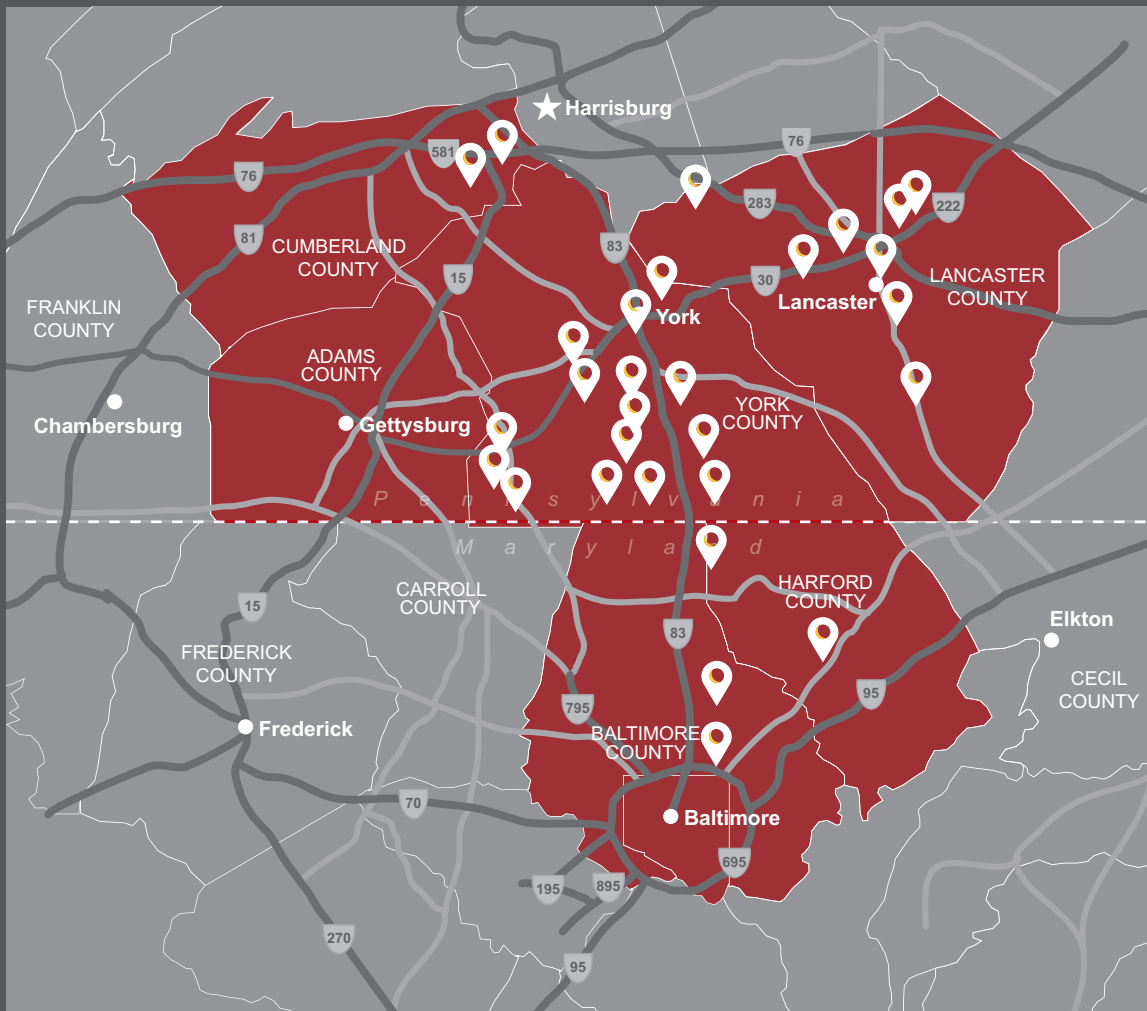 Harrisburg
76
581
76
283
222
81
CUMBERLAND
COUNTY
83
15
30
LANCASTER
COUNTY
Lancaster
FRANKLIN
COUNTY
York
ADAMS
COUNTY
YORK
COUNTY
Chambersburg
Gettysburg
Pennsylvania
Maryland
CARROLL
COUNTY
HARFORD
COUNTY
15
83
Elkton
FREDERICK
COUNTY
CECIL
COUNTY
95
795
Frederick
BALTIMORE
COUNTY
70
Baltimore
695
195
895
270
95